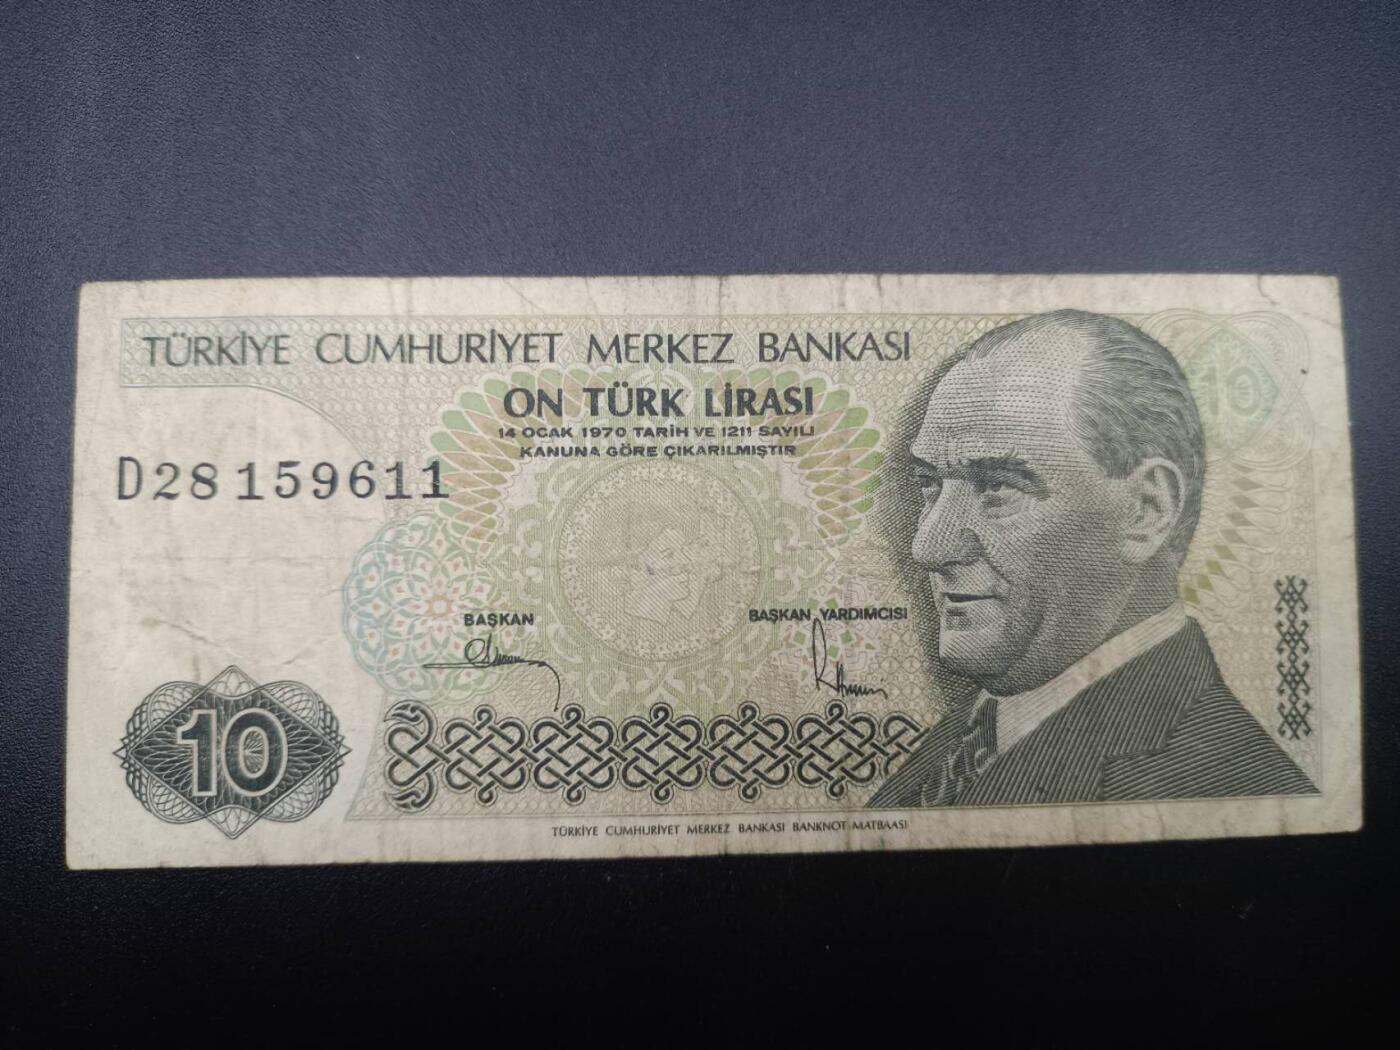 TÜRKİYE CUMHURİYET MERKEZ BANKASI
ON TÜRK LİRASI
14 OCAK 1970 TARİH VE 1211 SAYILI
KANUNA GÖRE ÇIKARILMIŞTIR
10
D28 159611
BAŞKAN
BAŞKAN YARDIMCISI
10
TÜRKİYE CUMHURİYET MERKEZ BANKASI BANKNOT MATBAASI